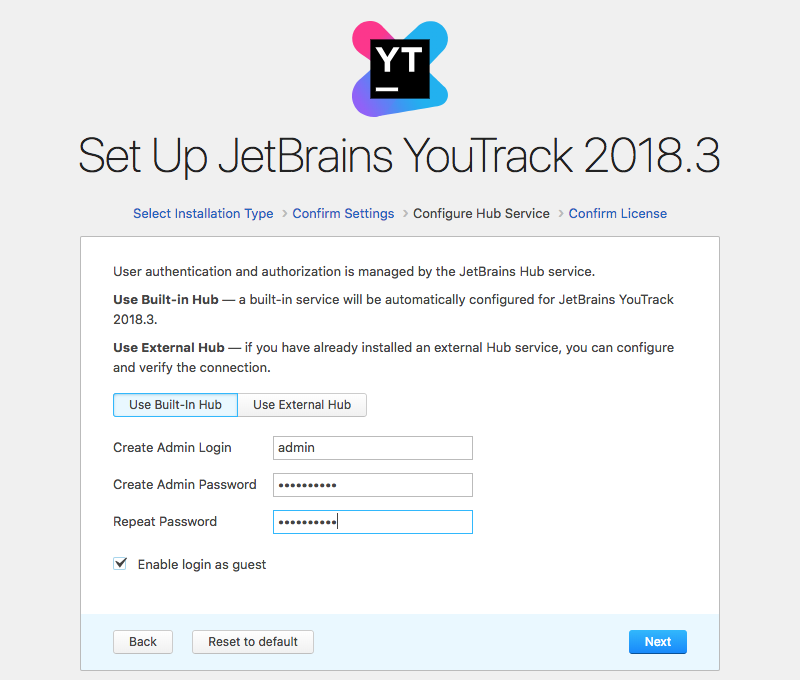 YT
Set Up JetBrains YouTrack 2018.3
Select Installation Type › Confirm Settings › Configure Hub Service › Confirm License
User authentication and authorization is managed by the JetBrains Hub service.
Use Built-in Hub — a built-in service will be automatically configured for JetBrains YouTrack
2018.3.
Use External Hub — if you have already installed an external Hub service, you can configure
and verify the connection.
Use Built-In Hub Use External Hub
Create Admin Login admin
Create Admin Password ••••••••••
Repeat Password ••••••••••
Enable login as guest
Back Reset to default Next